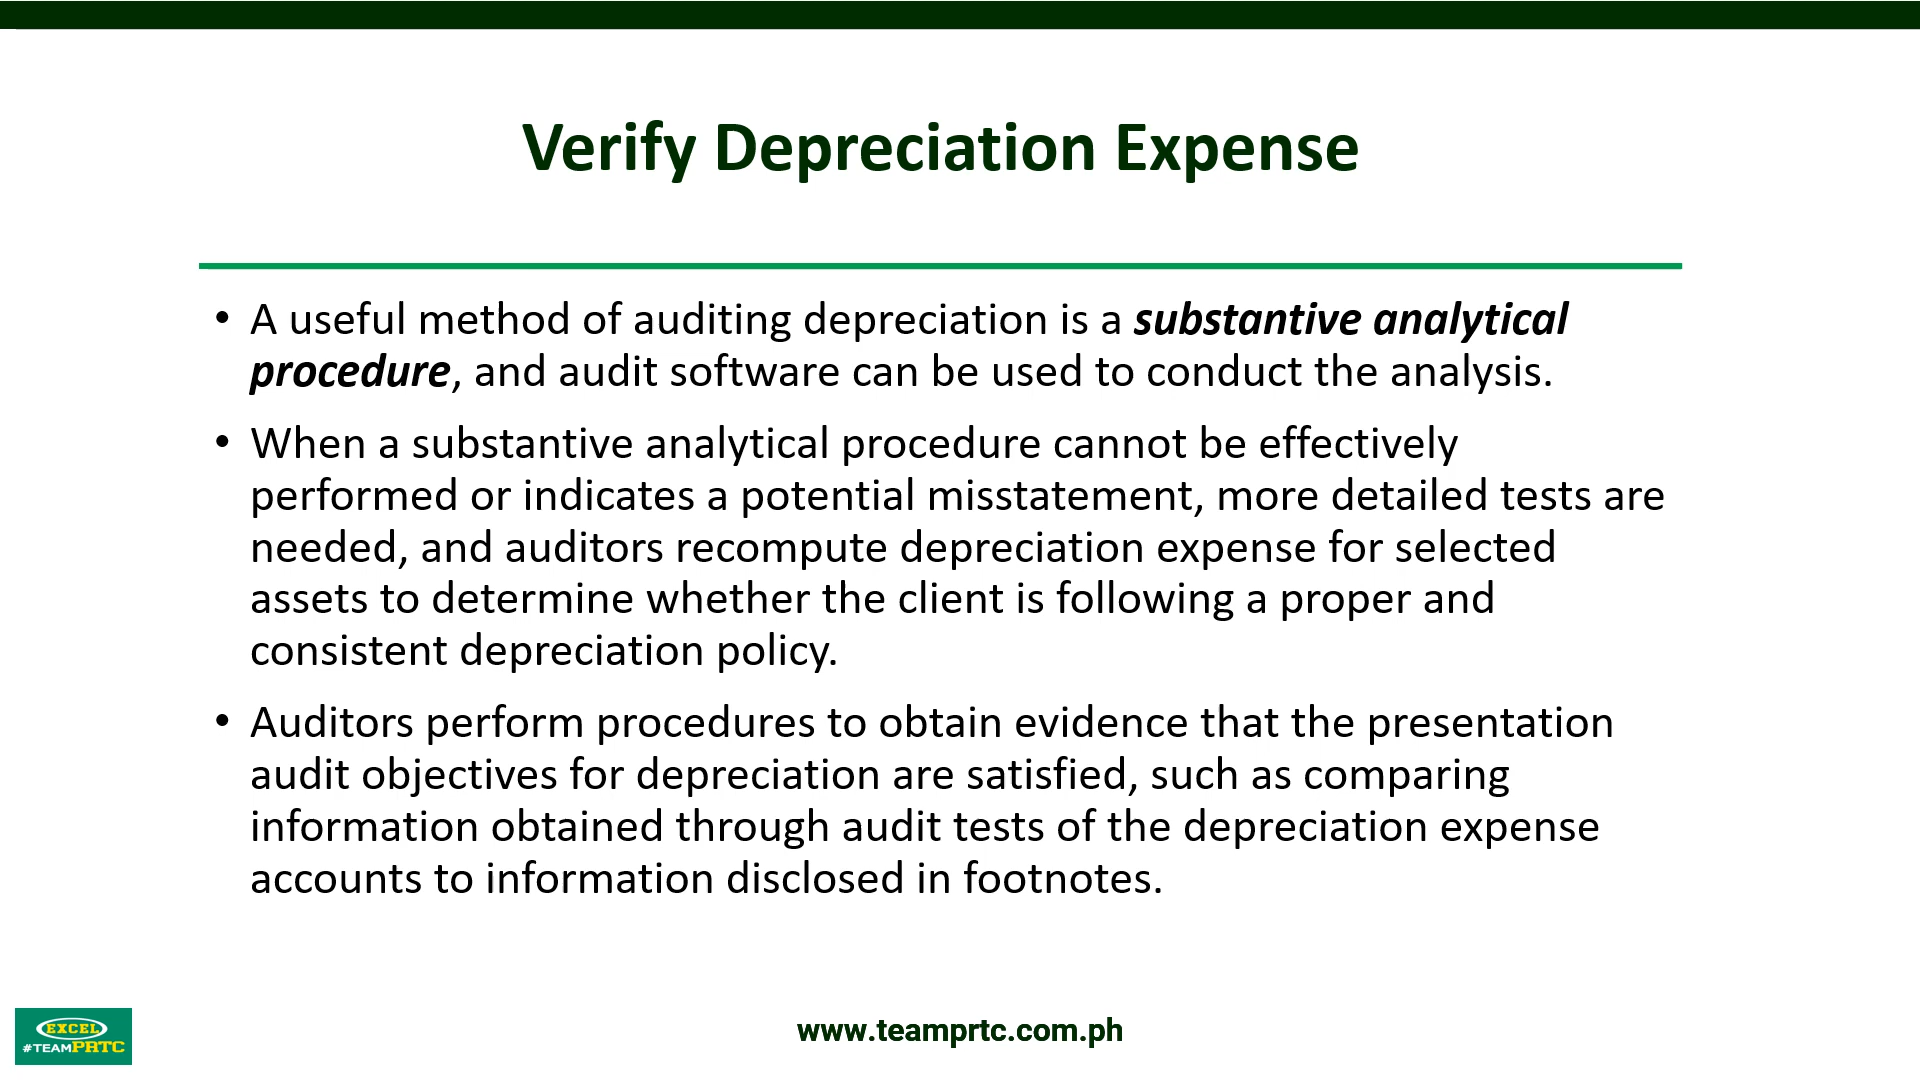 Verify Depreciation Expense
• A useful method of auditing depreciation is a substantive analytical
procedure, and audit software can be used to conduct the analysis.
• When a substantive analytical procedure cannot be effectively
performed or indicates a potential misstatement, more detailed tests are
needed, and auditors recompute depreciation expense for selected
assets to determine whether the client is following a proper and
consistent depreciation policy.
• Auditors perform procedures to obtain evidence that the presentation
audit objectives for depreciation are satisfied, such as comparing
information obtained through audit tests of the depreciation expense
accounts to information disclosed in footnotes.
EXCEL
#TEAMPRTC
www.teamprtc.com.ph